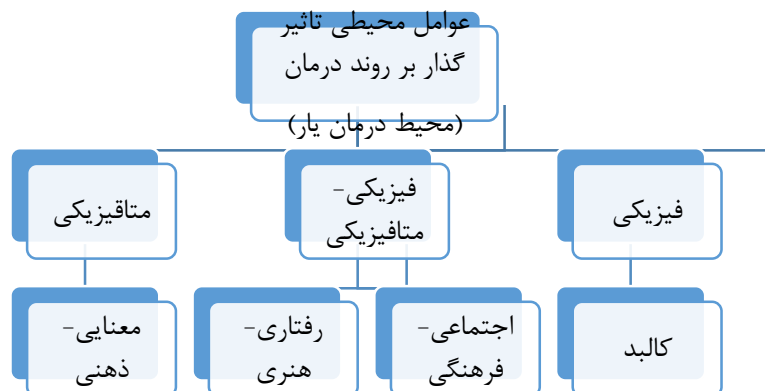 عوامل محیطی تاثیر
گذار بر روند درمان
(محیط درمان یار)
فیزیکی
فیزیکی-
متافیزیکی
متاقیزیکی
کالبد
اجتماعی-
فرهنگی
رفتاری-
هنری
معنایی-
ذهنی